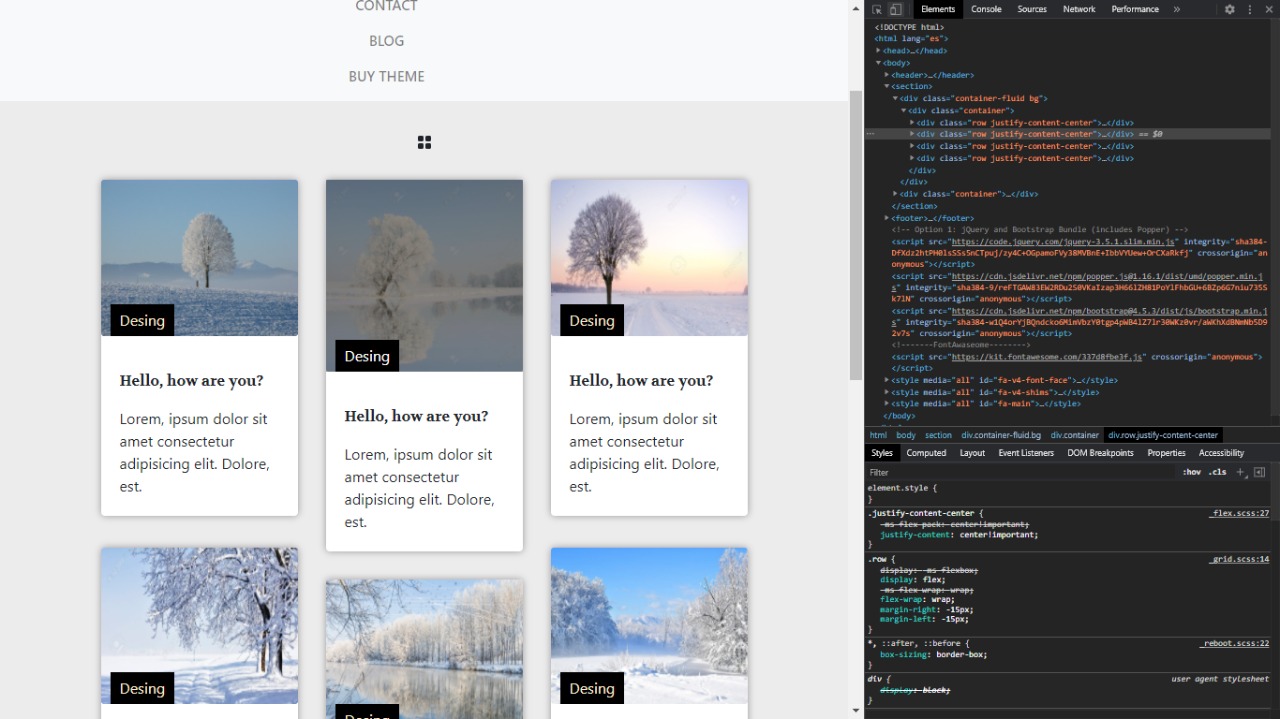 CONTACT
BLOG
BUY THEME
Desing
Hello, how are you?
Lorem, ipsum dolor sit
amet consectetur
adipisicing elit. Dolore,
est.
Desing
Hello, how are you?
Lorem, ipsum dolor sit
amet consectetur
adipisicing elit. Dolore,
est.
Desing
Hello, how are you?
Lorem, ipsum dolor sit
amet consectetur
adipisicing elit. Dolore,
est.
Desing
Desing
Desing
Elements Console Sources Network Performance »
<!DOCTYPE html>
<html lang="es">
<head>…</head>
<body>
<header>…</header>
<section>
<div class="container-fluid bg">
<div class="container">
<div class="row justify-content-center">…</div>
<div class="row justify-content-center">…</div> == $0
<div class="row justify-content-center">…</div>
<div class="row justify-content-center">…</div>
</div>
</div>
<div class="container">…</div>
</section>
<footer>…</footer>
<!-- Option 1: jQuery and Bootstrap Bundle (includes Popper) -->
<script src="https://code.jquery.com/jquery-3.5.1.slim.min.js" integrity="sha384-
DfXdz2htPH0lsSSs5nCTpuj/zy4C+OGpamoFVy38MVBnE+IbbVYUew+OrCXaRkfj" crossorigin="an
onymous"></script>
<script src="https://cdn.jsdelivr.net/npm/popper.js@1.16.1/dist/umd/popper.min.j
s" integrity="sha384-9/reFTGAW83EW2RDu2S0VKaIzap3H66lZH81PoYlFhbGU+6BZp6G7niu735S
k7lN" crossorigin="anonymous"></script>
<script src="https://cdn.jsdelivr.net/npm/bootstrap@4.5.3/dist/js/bootstrap.min.j
s" integrity="sha384-w1Q4orYjBQndcko6MimVbzY0tgp4pWB4lZ7lr30WKz0vr/aWKhXdBNmNb5D9
2v7s" crossorigin="anonymous"></script>
<!-------FontAwaseome-------->
<script src="https://kit.fontawesome.com/337d8fbe3f.js" crossorigin="anonymous">
</script>
<style media="all" id="fa-v4-font-face">…</style>
<style media="all" id="fa-v4-shims">…</style>
<style media="all" id="fa-main">…</style>
</body>
html body section div.container-fluid.bg div.container div.row.justify-content-center
Styles Computed Layout Event Listeners DOM Breakpoints Properties Accessibility
Filter :hov .cls +
element.style {
}
.justify-content-center { _flex.scss:27
-ms-flex-pack: center!important;
justify-content: center!important;
}
.row { _grid.scss:14
display: -ms-flexbox;
display: flex;
-ms-flex-wrap: wrap;
flex-wrap: wrap;
margin-right: -15px;
margin-left: -15px;
}
*, ::after, ::before { _reboot.scss:22
box-sizing: border-box;
}
div { user agent stylesheet
display: block;
}